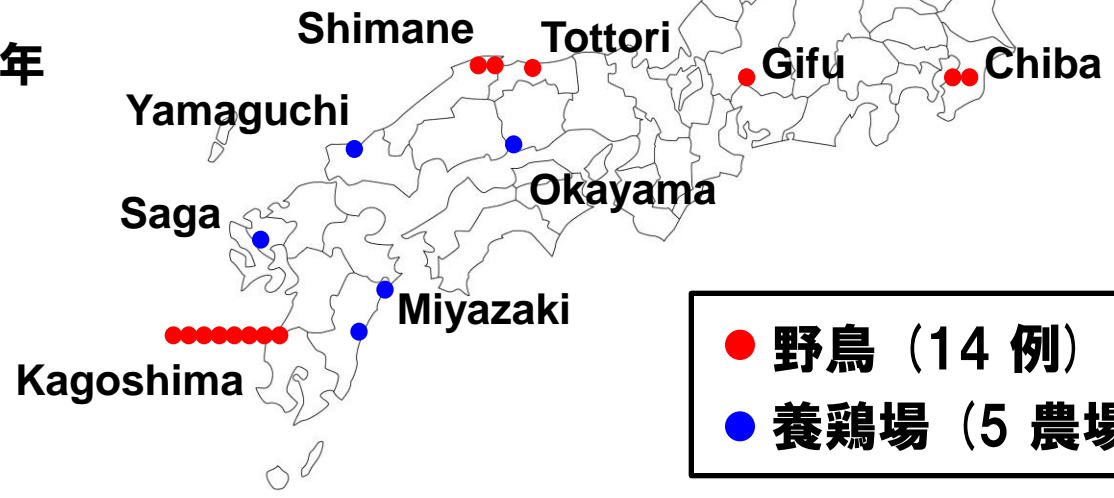 年
Shimane
Tottori
Gifu
Chiba
Yamaguchi
Okayama
Saga
Miyazaki
Kagoshima
野鳥（14 例）
養鶏場（5 農場